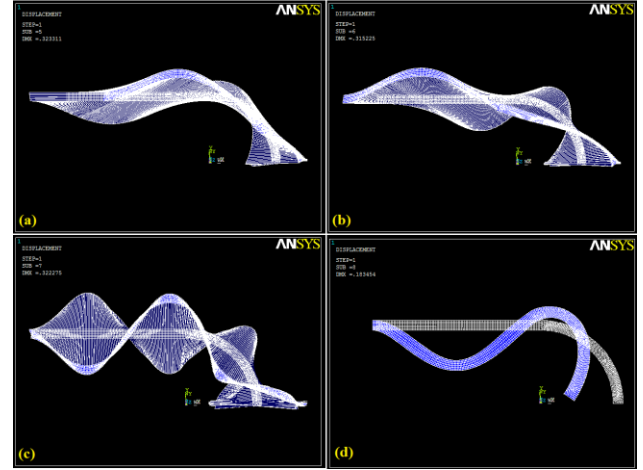 1
DISPLACEMENT
STEP=1
SUB =5
DMX =.323311
ANSYS
(a)
1
DISPLACEMENT
STEP=1
SUB =6
DMX =.315225
ANSYS
(b)
1
DISPLACEMENT
STEP=1
SUB =7
DMX =.322275
ANSYS
(c)
1
DISPLACEMENT
STEP=1
SUB =8
DMX =.183454
ANSYS
(d)